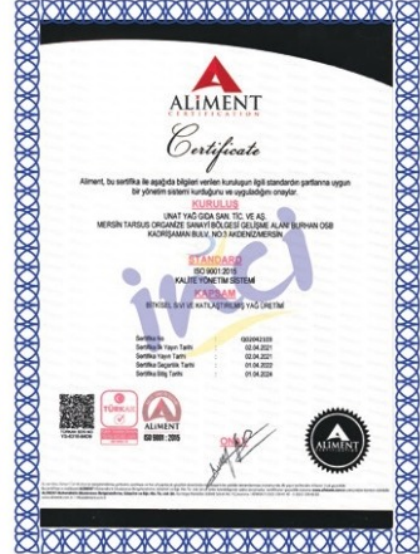 ALİMENT
CERTIFICATION
Certificate
Aliment, bu sertifika ile aşağıda bilgileri verilen kuruluşun ilgili standardın şartlarına uygun
bir yönetim sistemi kurduğunu ve uyguladığını onaylar.
KURULUŞ
UNAT YAĞ GIDA SAN. TİC. VE AŞ.
MERSİN TARSUS ORGANİZE SANAYİ BÖLGESİ GELİŞME ALANI BURHAN OSB
KADRİŞAMAN BULV. NO:3 AKDENİZ/MERSİN
STANDARD
ISO 9001:2015
KALİTE YÖNETİM SİSTEMİ
KAPSAM
BİTKİSEL SIVI VE KATILAŞTIRILMIŞ YAĞ ÜRETİMİ
inci
Sertifika No :
Sertifika İlk Yayın Tarihi : 02.04.2021
Sertifika Yayın Tarihi : 02.04.2021
Sertifika Geçerlilik Tarihi : 01.04.2022
Sertifika Bitiş Tarihi : 01.04.2024
TÜRKAK
ALİMENT
ISO 9001 : 2015
ONAY
ALİMENT